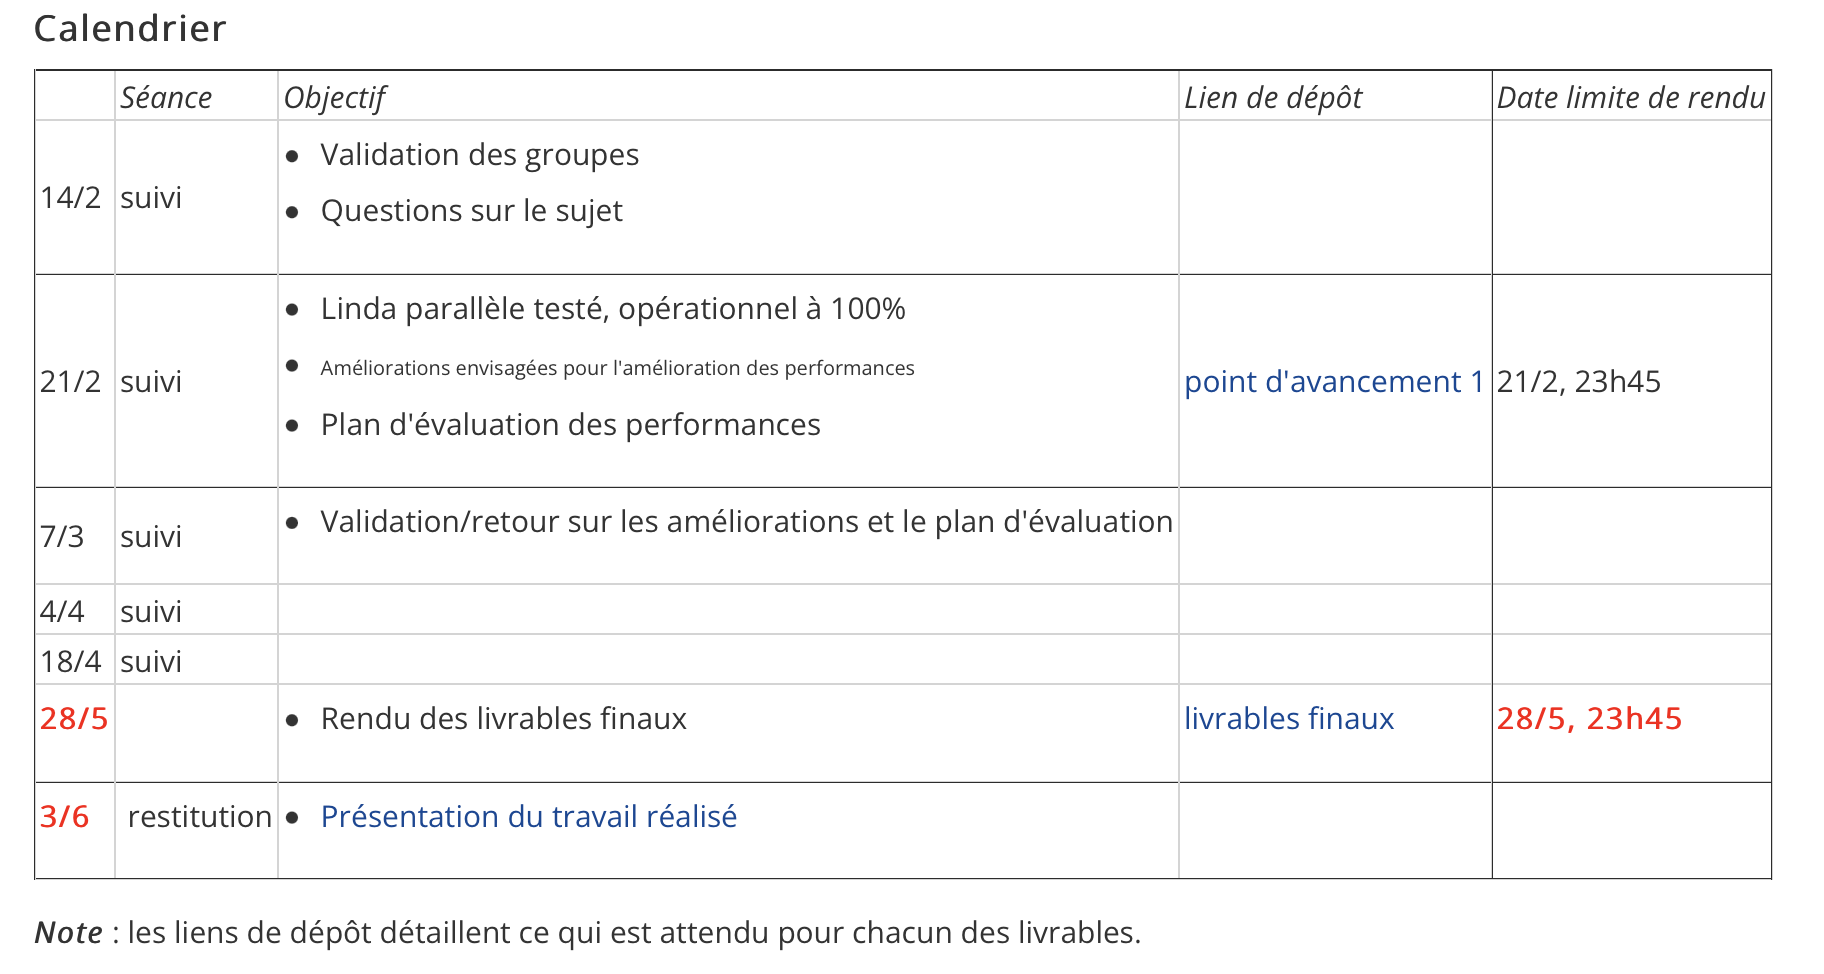 Calendrier
Séance Objectif Lien de dépôt Date limite de rendu
14/2 suivi
• Validation des groupes
• Questions sur le sujet
21/2 suivi
• Linda parallèle testé, opérationnel à 100%
• Améliorations envisagées pour l'amélioration des performances
• Plan d'évaluation des performances
point d'avancement 1 21/2, 23h45
7/3 suivi • Validation/retour sur les améliorations et le plan d'évaluation
4/4 suivi
18/4 suivi
28/5 • Rendu des livrables finaux livrables finaux 28/5, 23h45
3/6 restitution • Présentation du travail réalisé
Note : les liens de dépôt détaillent ce qui est attendu pour chacun des livrables.